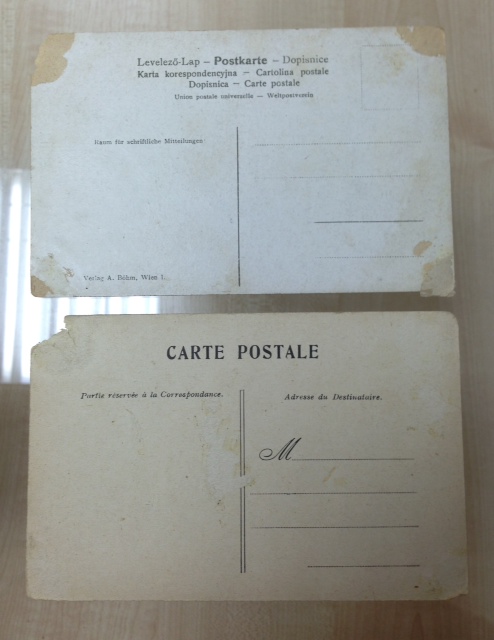 Levelező-Lap – Postkarte – Dopisnice
Karta korespondencyjna – Cartolina postale
Dopisnica – Carte postale
Union postale universelle – Weltpostverein
Raum für schriftliche Mitteilungen
Verlag A. Böhm, Wien I.
CARTE POSTALE
Partie réservée à la Correspondance.
Adresse du Destinataire.
M